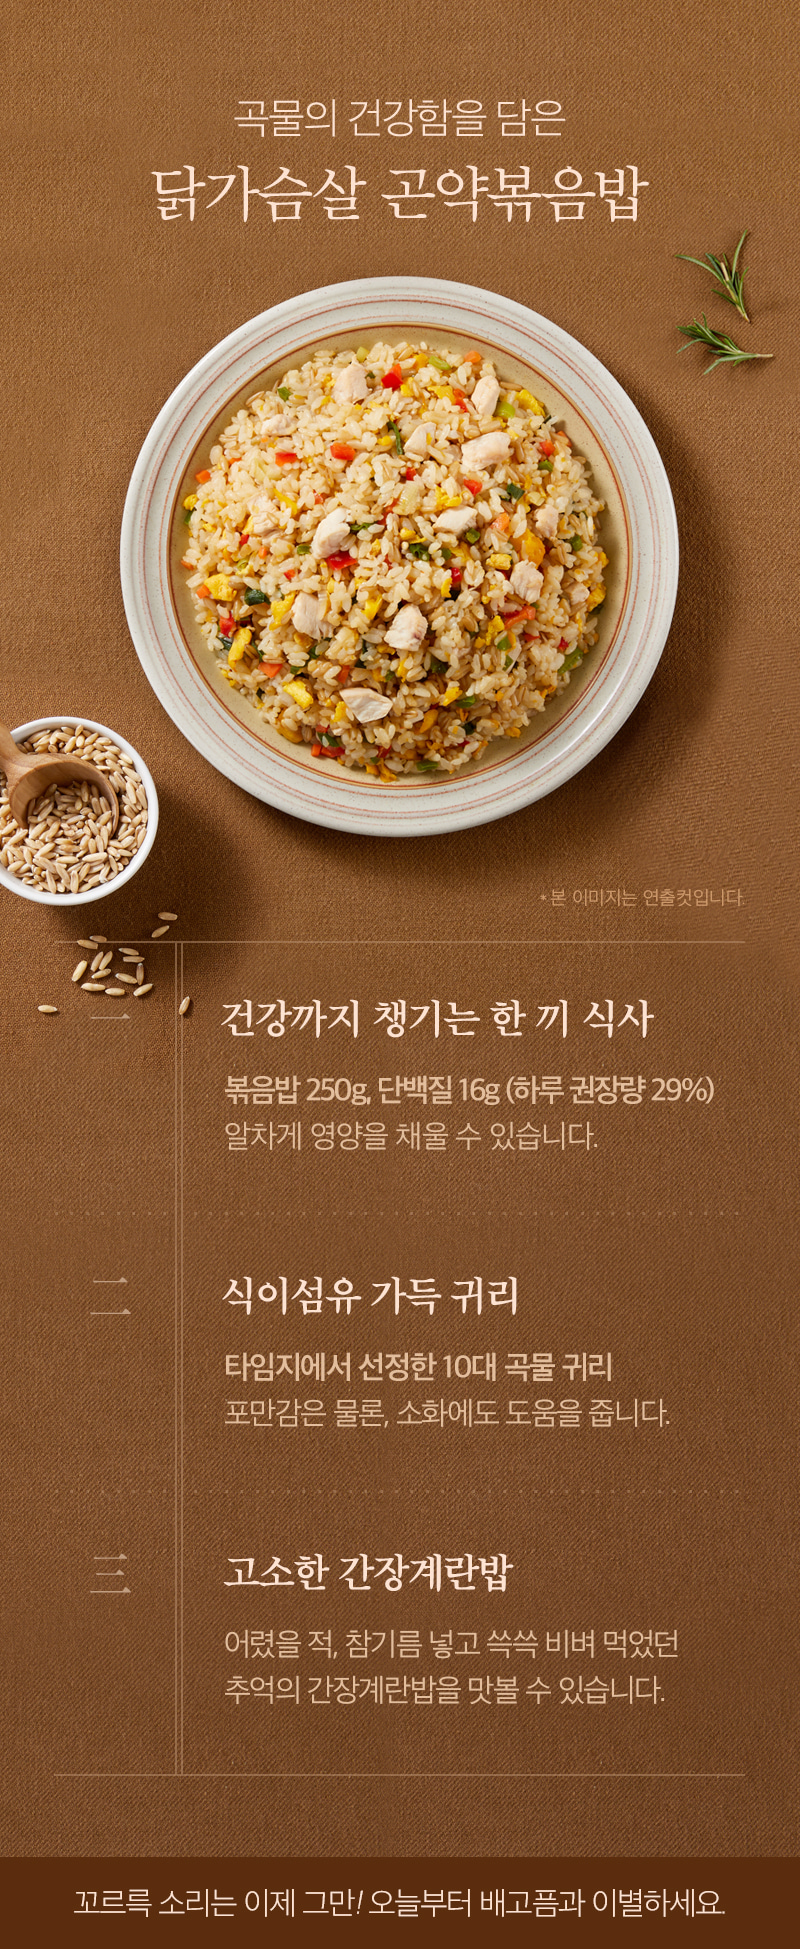 곡물의 건강함을 담은
닭가슴살 곤약볶음밥
*본 이미지는 연출컷입니다.
一
건강까지 챙기는 한 끼 식사
볶음밥 250g, 단백질 16g (하루 권장량 29%)
알차게 영양을 채울 수 있습니다.
二
식이섬유 가득 귀리
타임지에서 선정한 10대 곡물 귀리
포만감은 물론, 소화에도 도움을 줍니다.
三
고소한 간장계란밥
어렸을 적, 참기름 넣고 쓱쓱 비벼 먹었던
추억의 간장계란밥을 맛볼 수 있습니다.
꼬르륵 소리는 이제 그만! 오늘부터 배고픔과 이별하세요.